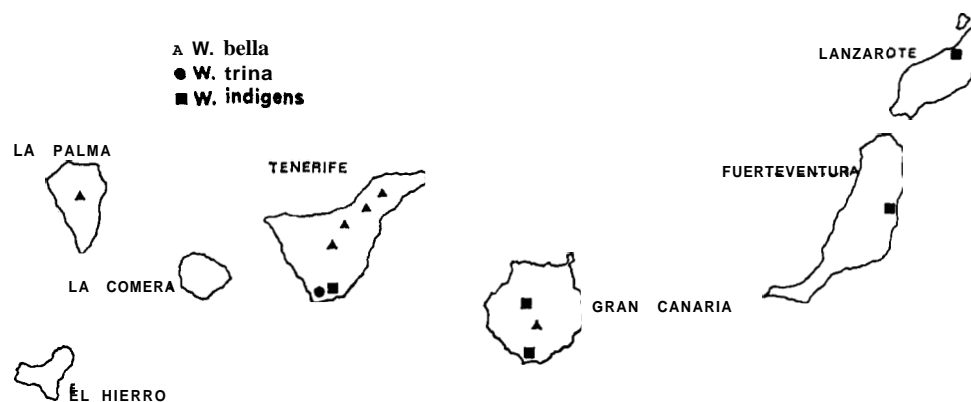 W. bella
W. trina
W. indigens
LANZAROTE
LA PALMA
TENERIFE
FUERTEVENTURA
LA COMERA
GRAN CANARIA
EL HIERRO